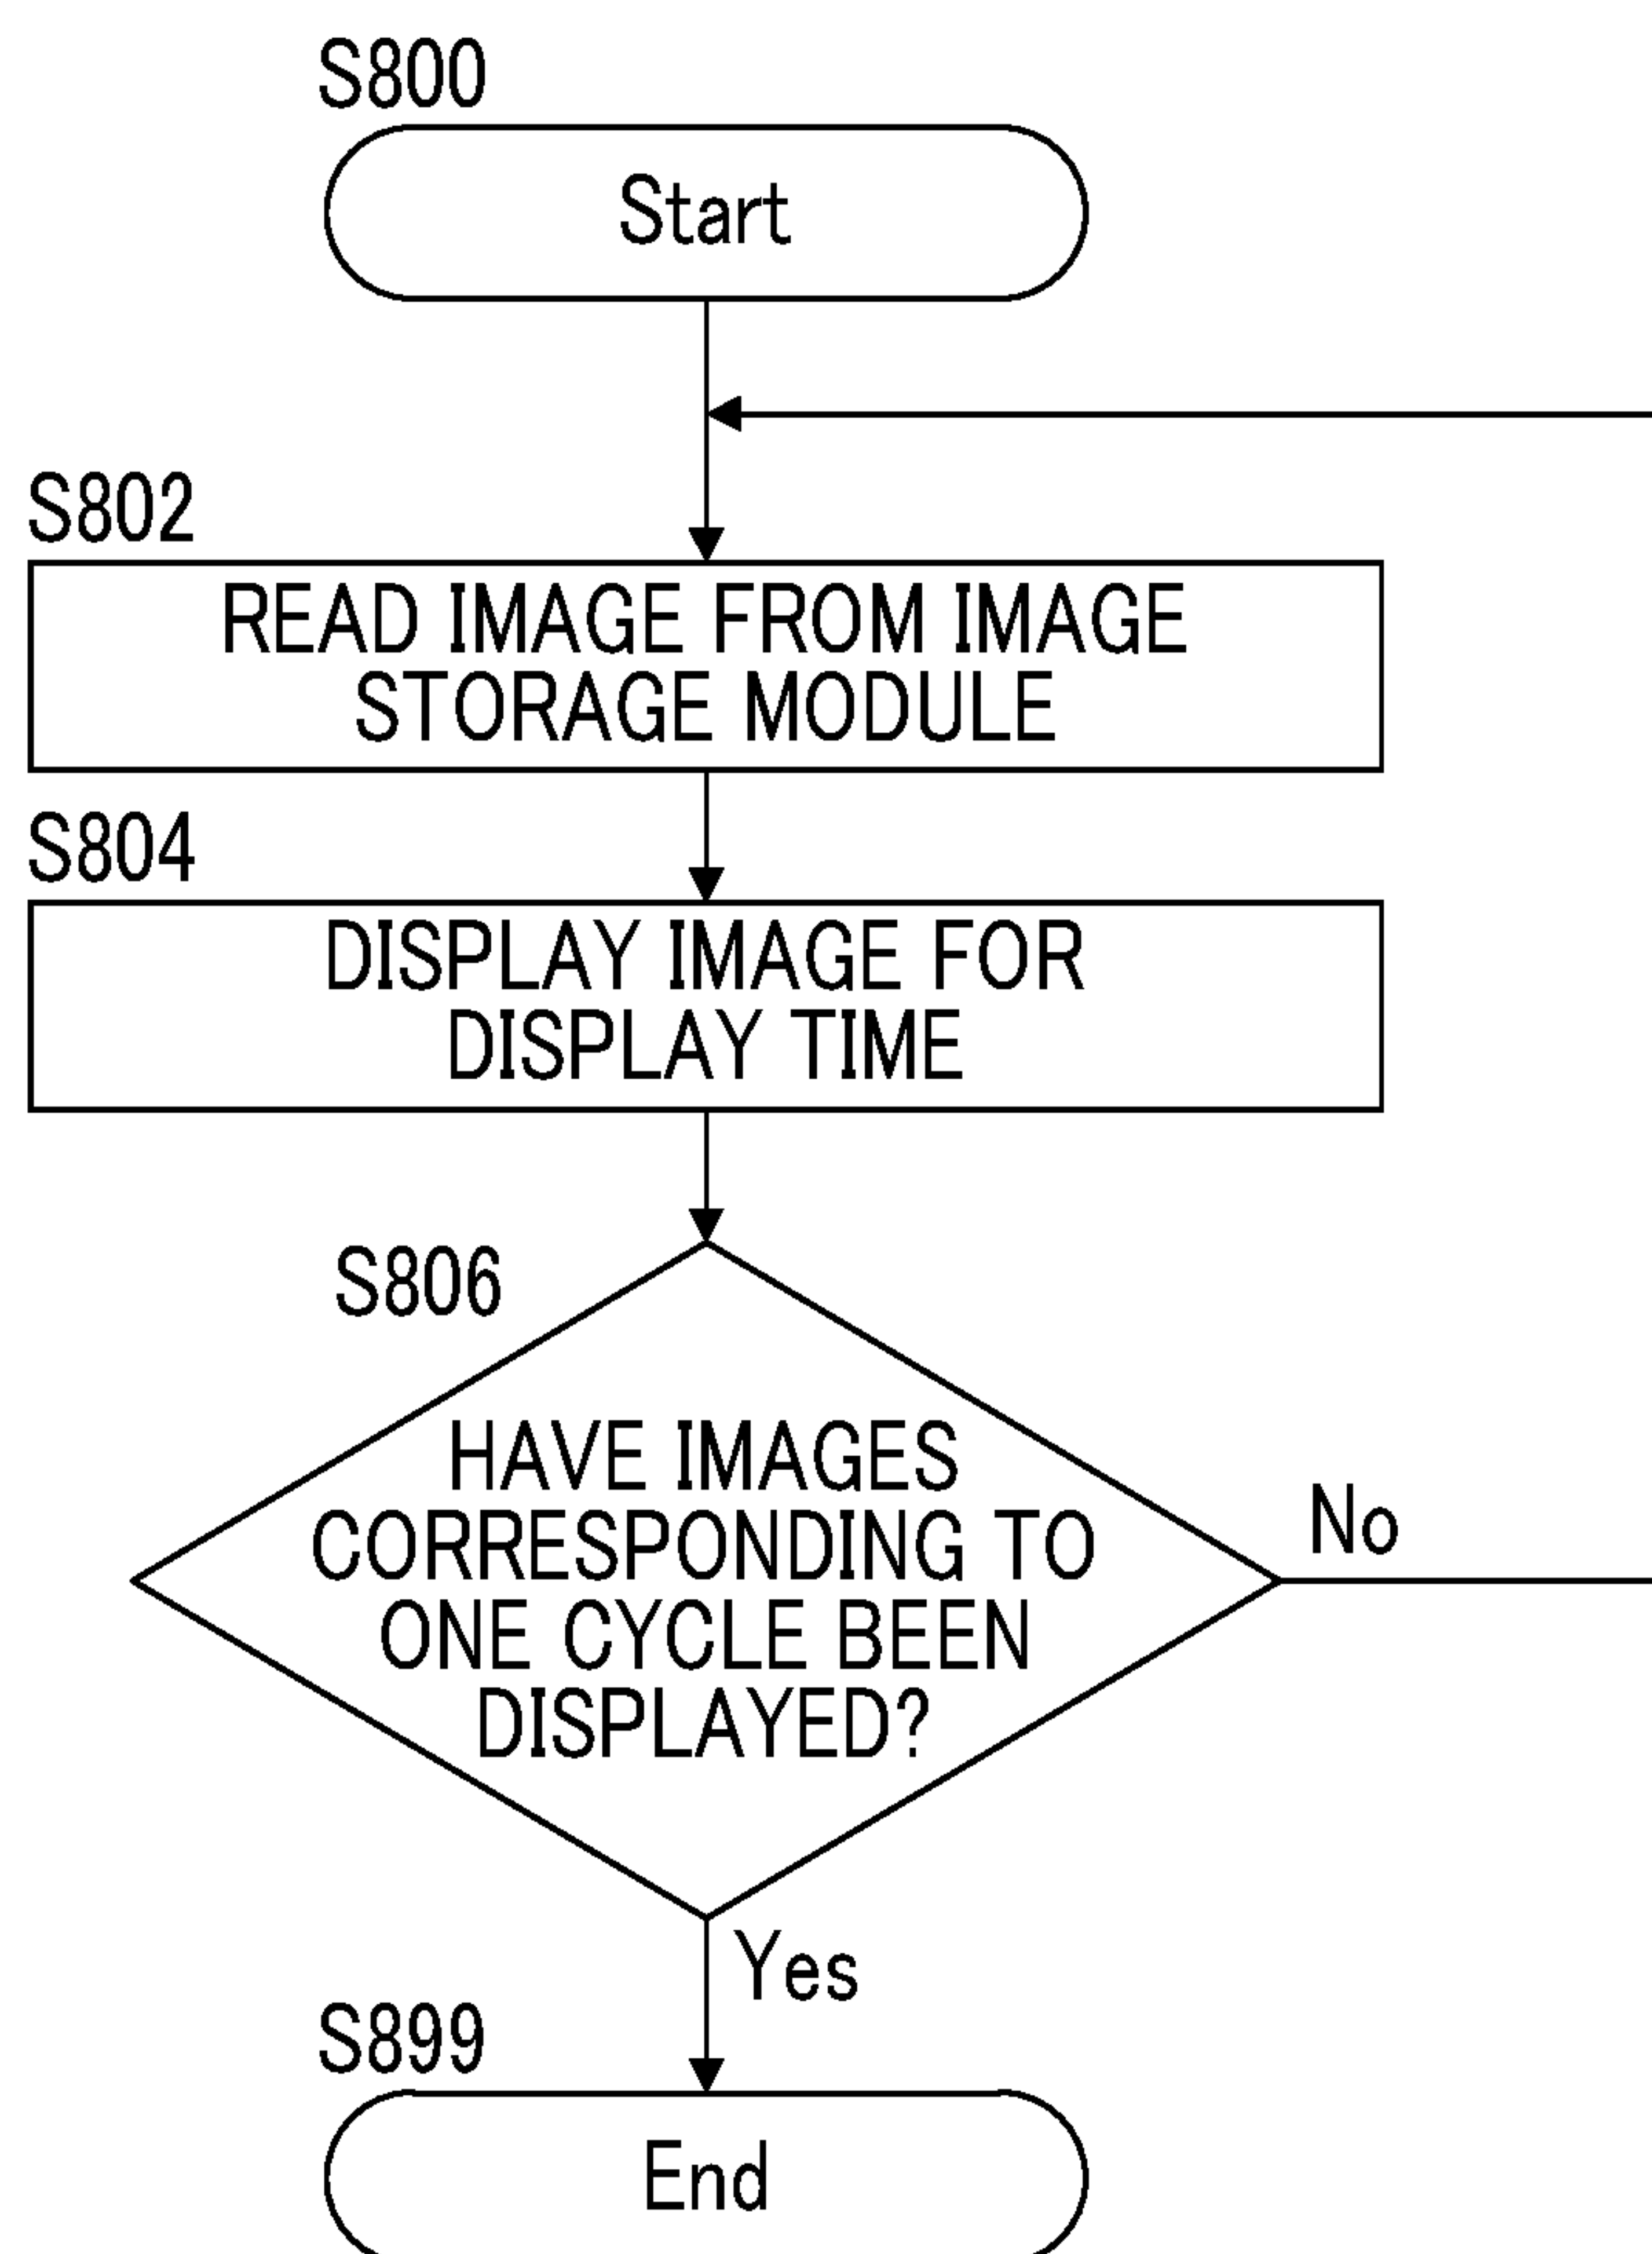 S800
Start
S802
READ IMAGE FROM IMAGE
STORAGE MODULE
S804
DISPLAY IMAGE FOR
DISPLAY TIME
S806
HAVE IMAGES
CORRESPONDING TO
ONE CYCLE BEEN
DISPLAYED?
No
Yes
S899
End